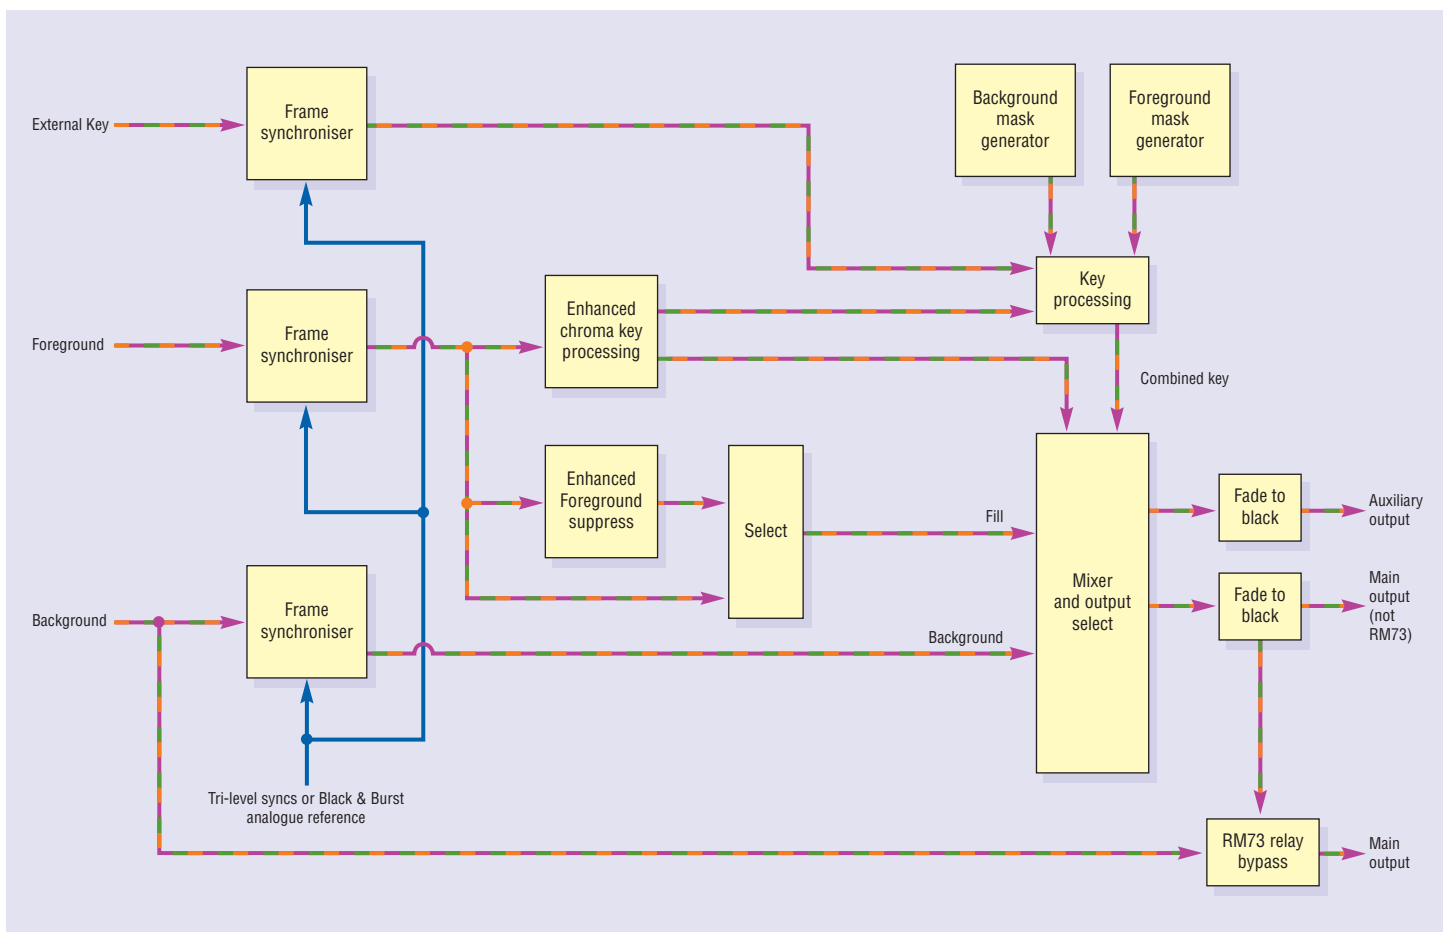 External Key
Frame
synchroniser
Background
mask
generator
Foreground
mask
generator
Key
processing
Foreground
Frame
synchroniser
Enhanced
chroma key
processing
Combined key
Enhanced
Foreground
suppress
Select
Fill
Background
Mixer
and output
select
Fade to
black
Auxiliary
output
Fade to
black
Main
output
(not
RM73)
Background
Frame
synchroniser
Tri-level syncs or Black & Burst
analogue reference
RM73 relay
bypass
Main
output